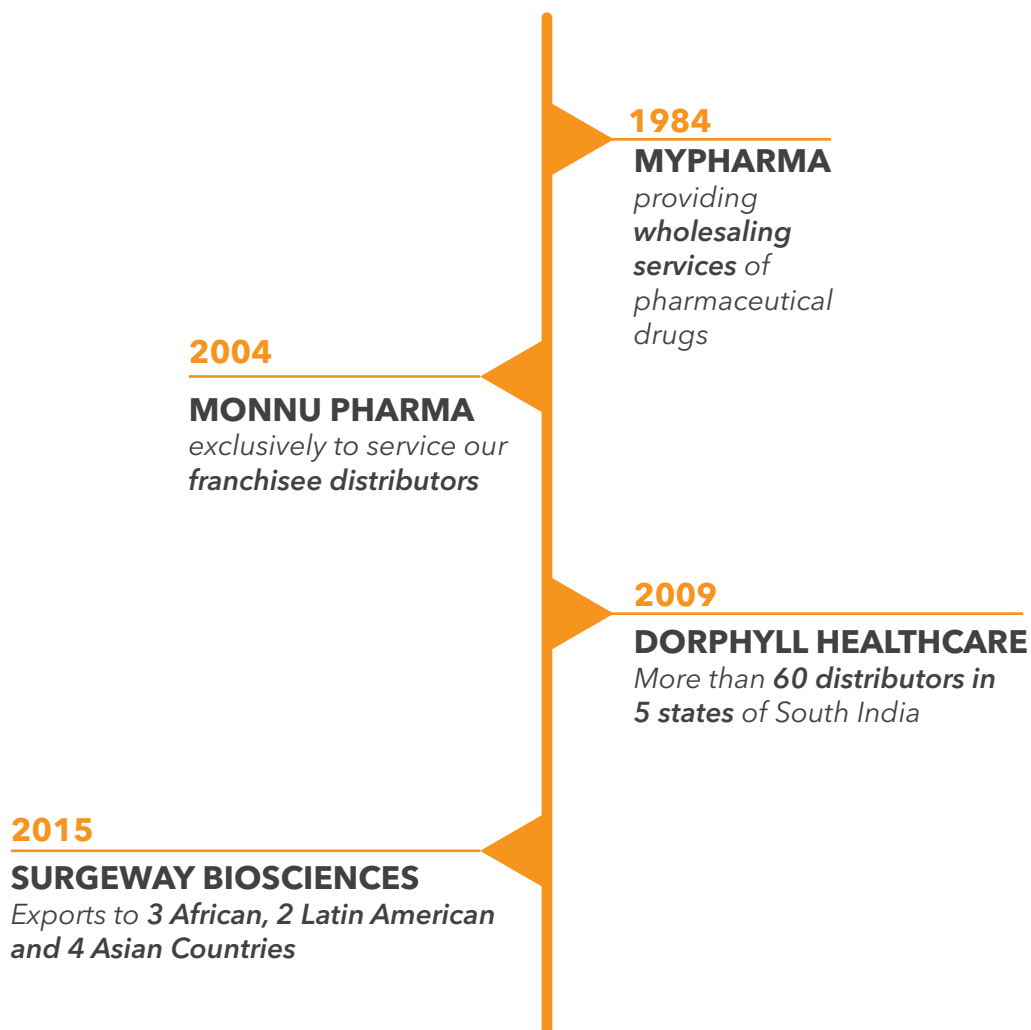 1984
MYPHARMA
providing
wholesaling
services of
pharmaceutical
drugs
2004
MONNU PHARMA
exclusively to service our
franchisee distributors
2009
DORPHYLL HEALTHCARE
More than 60 distributors in
5 states of South India
2015
SURGEWAY BIOSCIENCES
Exports to 3 African, 2 Latin American
and 4 Asian Countries